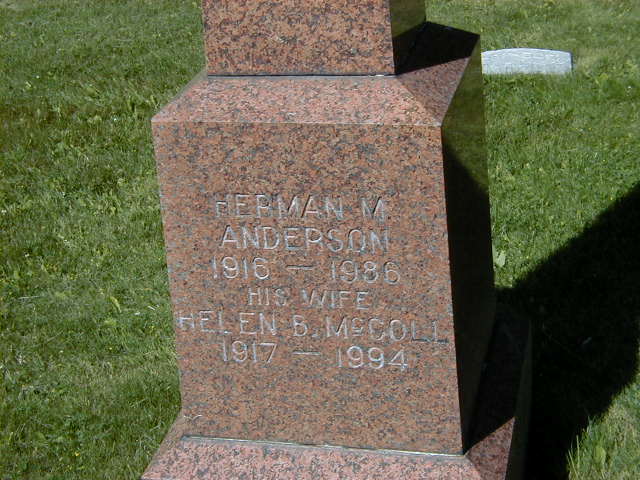 HERMAN M.
ANDERSON
1916 — 1986
HIS WIFE
HELEN B. McCOLL
1917 — 1994